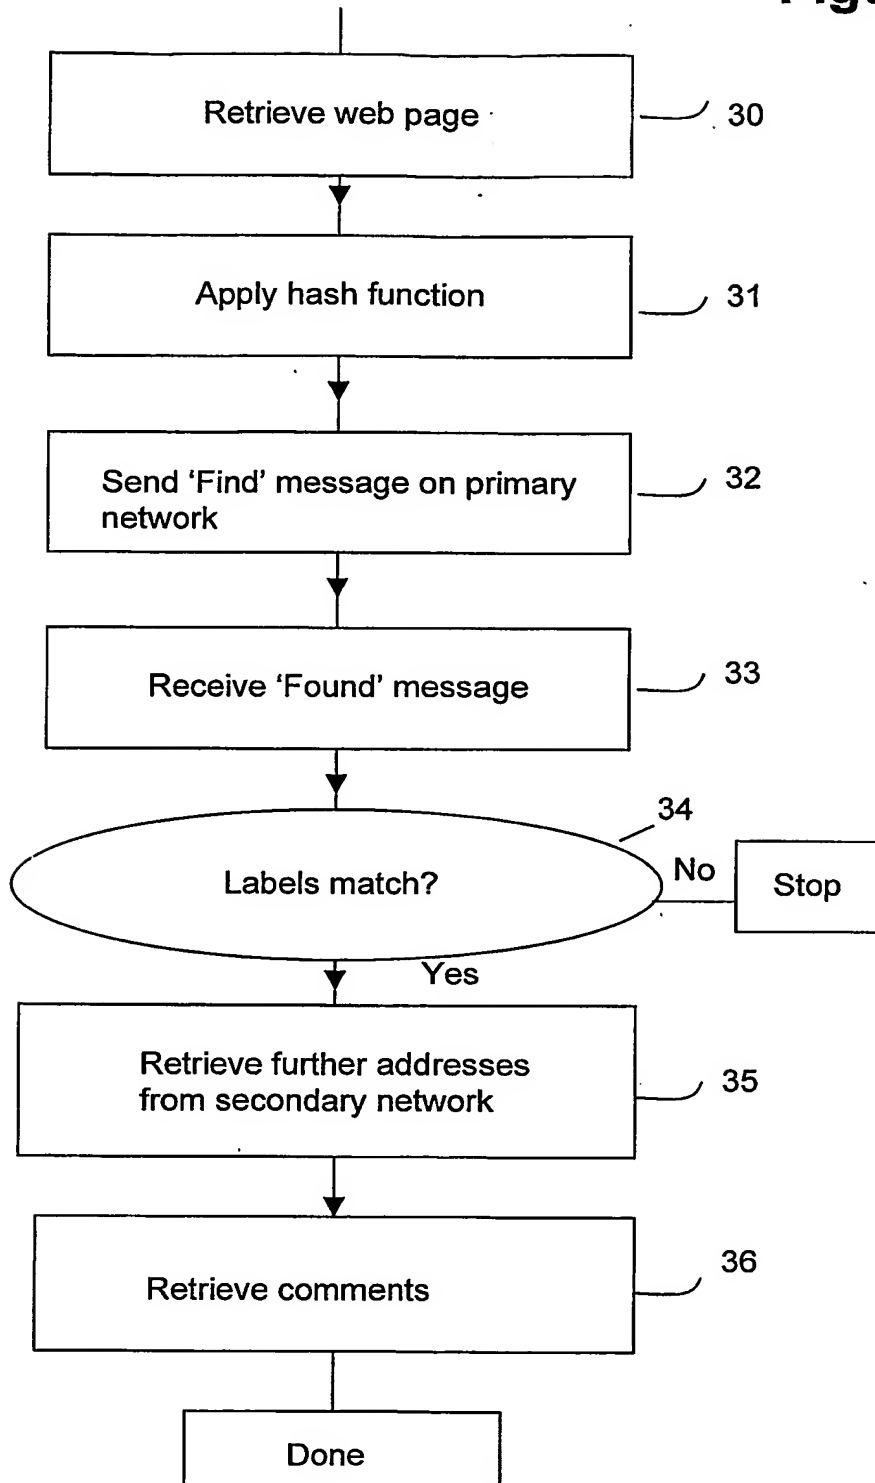 Retrieve web page
30
Apply hash function
31
Send ‘Find’ message on primary
network
32
Receive ‘Found’ message
33
34
Labels match?
No
Stop
Yes
Retrieve further addresses
from secondary network
35
Retrieve comments
36
Done